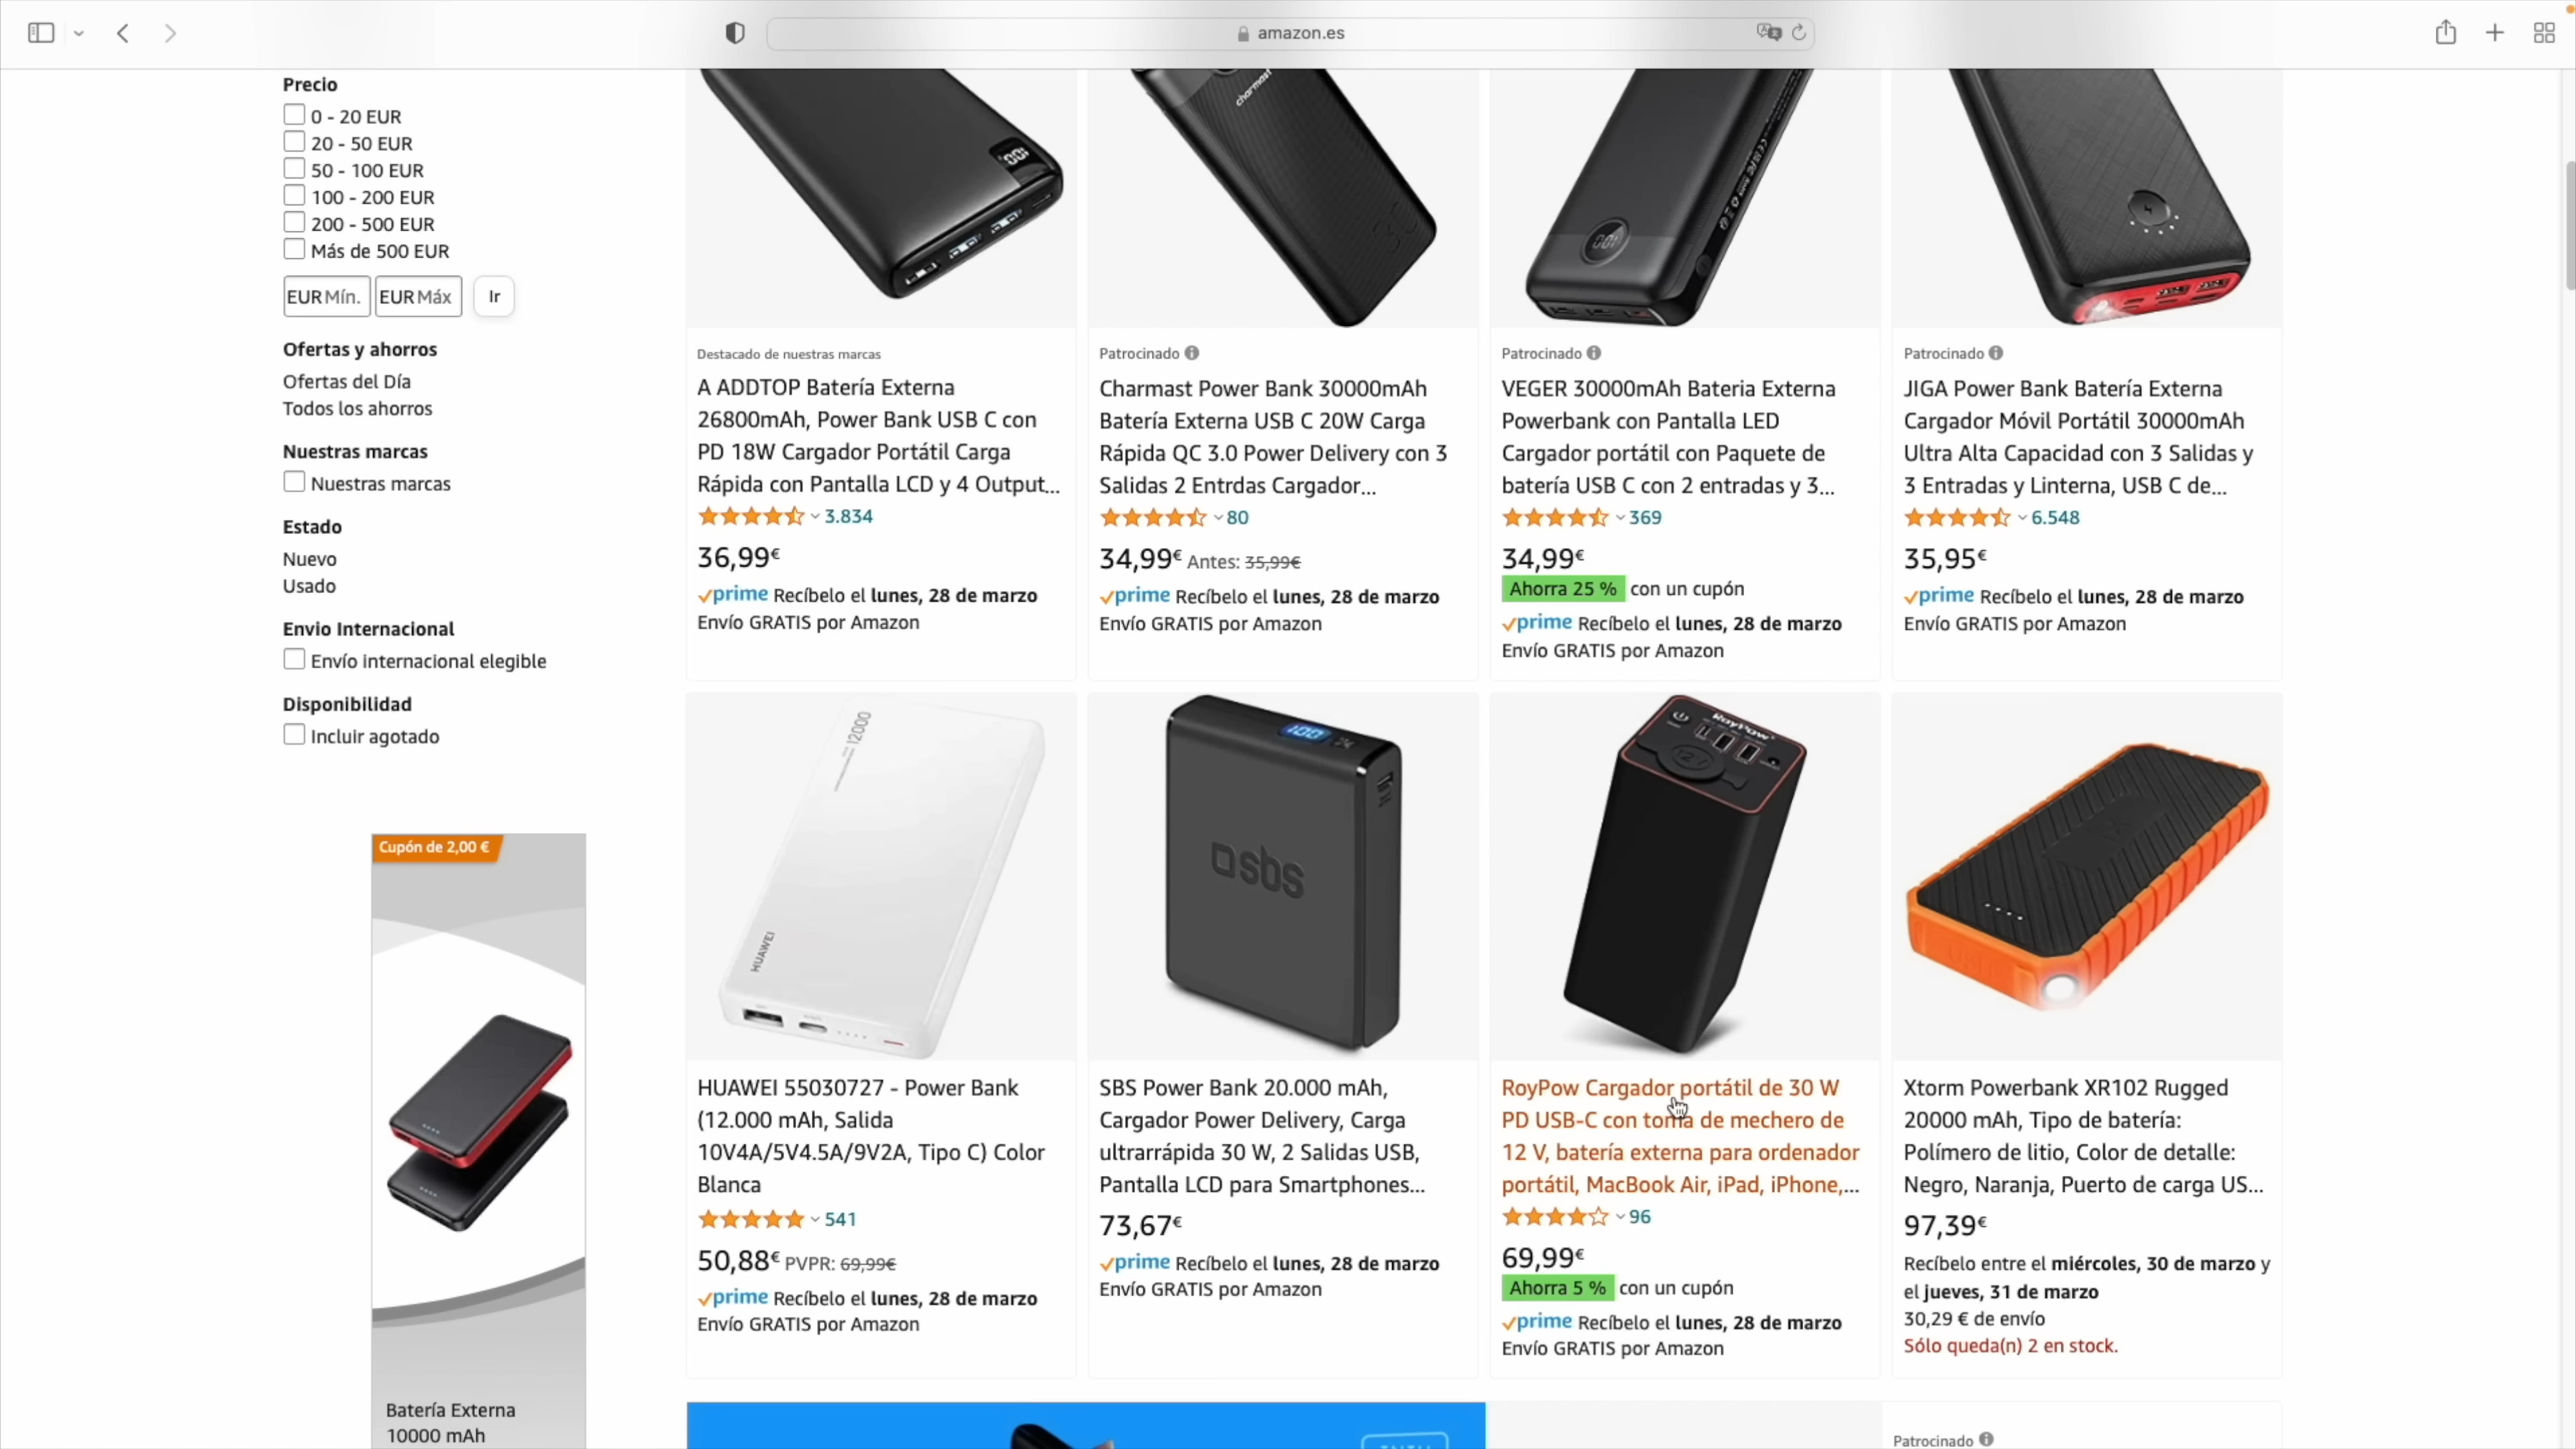 amazon.es
Precio
0 - 20 EUR
20 - 50 EUR
50 - 100 EUR
100 - 200 EUR
200 - 500 EUR
Más de 500 EUR
EUR Mín.
EUR Máx
Ir
Ofertas y ahorros
Ofertas del Día
Todos los ahorros
Nuestras marcas
Nuestras marcas
Estado
Nuevo
Usado
Envio Internacional
Envío internacional elegible
Disponibilidad
Incluir agotado
Cupón de 2,00 €
Batería Externa
10000 mAh
charmast
Destacado de nuestras marcas
A ADDTOP Batería Externa
26800mAh, Power Bank USB C con
PD 18W Cargador Portátil Carga
Rápida con Pantalla LCD y 4 Output...
3.834
36,99€
prime Recíbelo el lunes, 28 de marzo
Envío GRATIS por Amazon
Patrocinado
Charmast Power Bank 30000mAh
Batería Externa USB C 20W Carga
Rápida QC 3.0 Power Delivery con 3
Salidas 2 Entrdas Cargador...
80
34,99€ Antes: 35,99€
prime Recíbelo el lunes, 28 de marzo
Envío GRATIS por Amazon
Patrocinado
VEGER 30000mAh Bateria Externa
Powerbank con Pantalla LED
Cargador portátil con Paquete de
batería USB C con 2 entradas y 3...
369
34,99€
Ahorra 25 % con un cupón
prime Recíbelo el lunes, 28 de marzo
Envío GRATIS por Amazon
Patrocinado
JIGA Power Bank Batería Externa
Cargador Móvil Portátil 30000mAh
Ultra Alta Capacidad con 3 Salidas y
3 Entradas y Linterna, USB C de...
6.548
35,95€
prime Recíbelo el lunes, 28 de marzo
Envío GRATIS por Amazon
12000
HUAWEI
HUAWEI 55030727 - Power Bank
(12.000 mAh, Salida
10V4A/5V4.5A/9V2A, Tipo C) Color
Blanca
541
50,88€ PVPR: 69,99€
prime Recíbelo el lunes, 28 de marzo
Envío GRATIS por Amazon
100
sbs
SBS Power Bank 20.000 mAh,
Cargador Power Delivery, Carga
ultrarrápida 30 W, 2 Salidas USB,
Pantalla LCD para Smartphones...
73,67€
prime Recíbelo el lunes, 28 de marzo
Envío GRATIS por Amazon
RoyPow
RoyPow Cargador portátil de 30 W
PD USB-C con toma de mechero de
12 V, batería externa para ordenador
portátil, MacBook Air, iPad, iPhone,...
96
69,99€
Ahorra 5 % con un cupón
prime Recíbelo el lunes, 28 de marzo
Envío GRATIS por Amazon
Xtorm Powerbank XR102 Rugged
20000 mAh, Tipo de batería:
Polímero de litio, Color de detalle:
Negro, Naranja, Puerto de carga US...
97,39€
Recíbelo entre el miércoles, 30 de marzo y
el jueves, 31 de marzo
30,29 € de envío
Sólo queda(n) 2 en stock.
Patrocinado